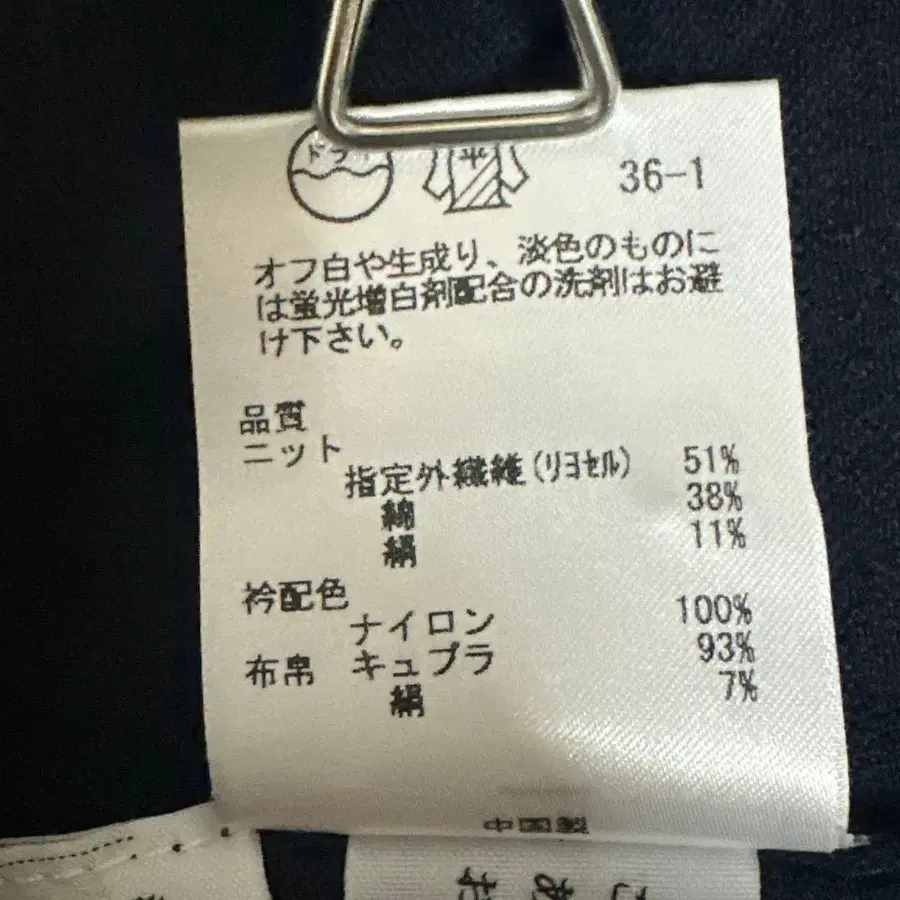 ドライ
平
36-1
オフ白や生成り、淡色のものに
は蛍光増白剤配合の洗剤はお避
け下さい。
品質
ニット
指定外繊維(リヨセル) 51%
綿 38%
絹 11%
衿配色
ナイロン 100%
布帛 キュプラ 93%
絹 7%
中国製